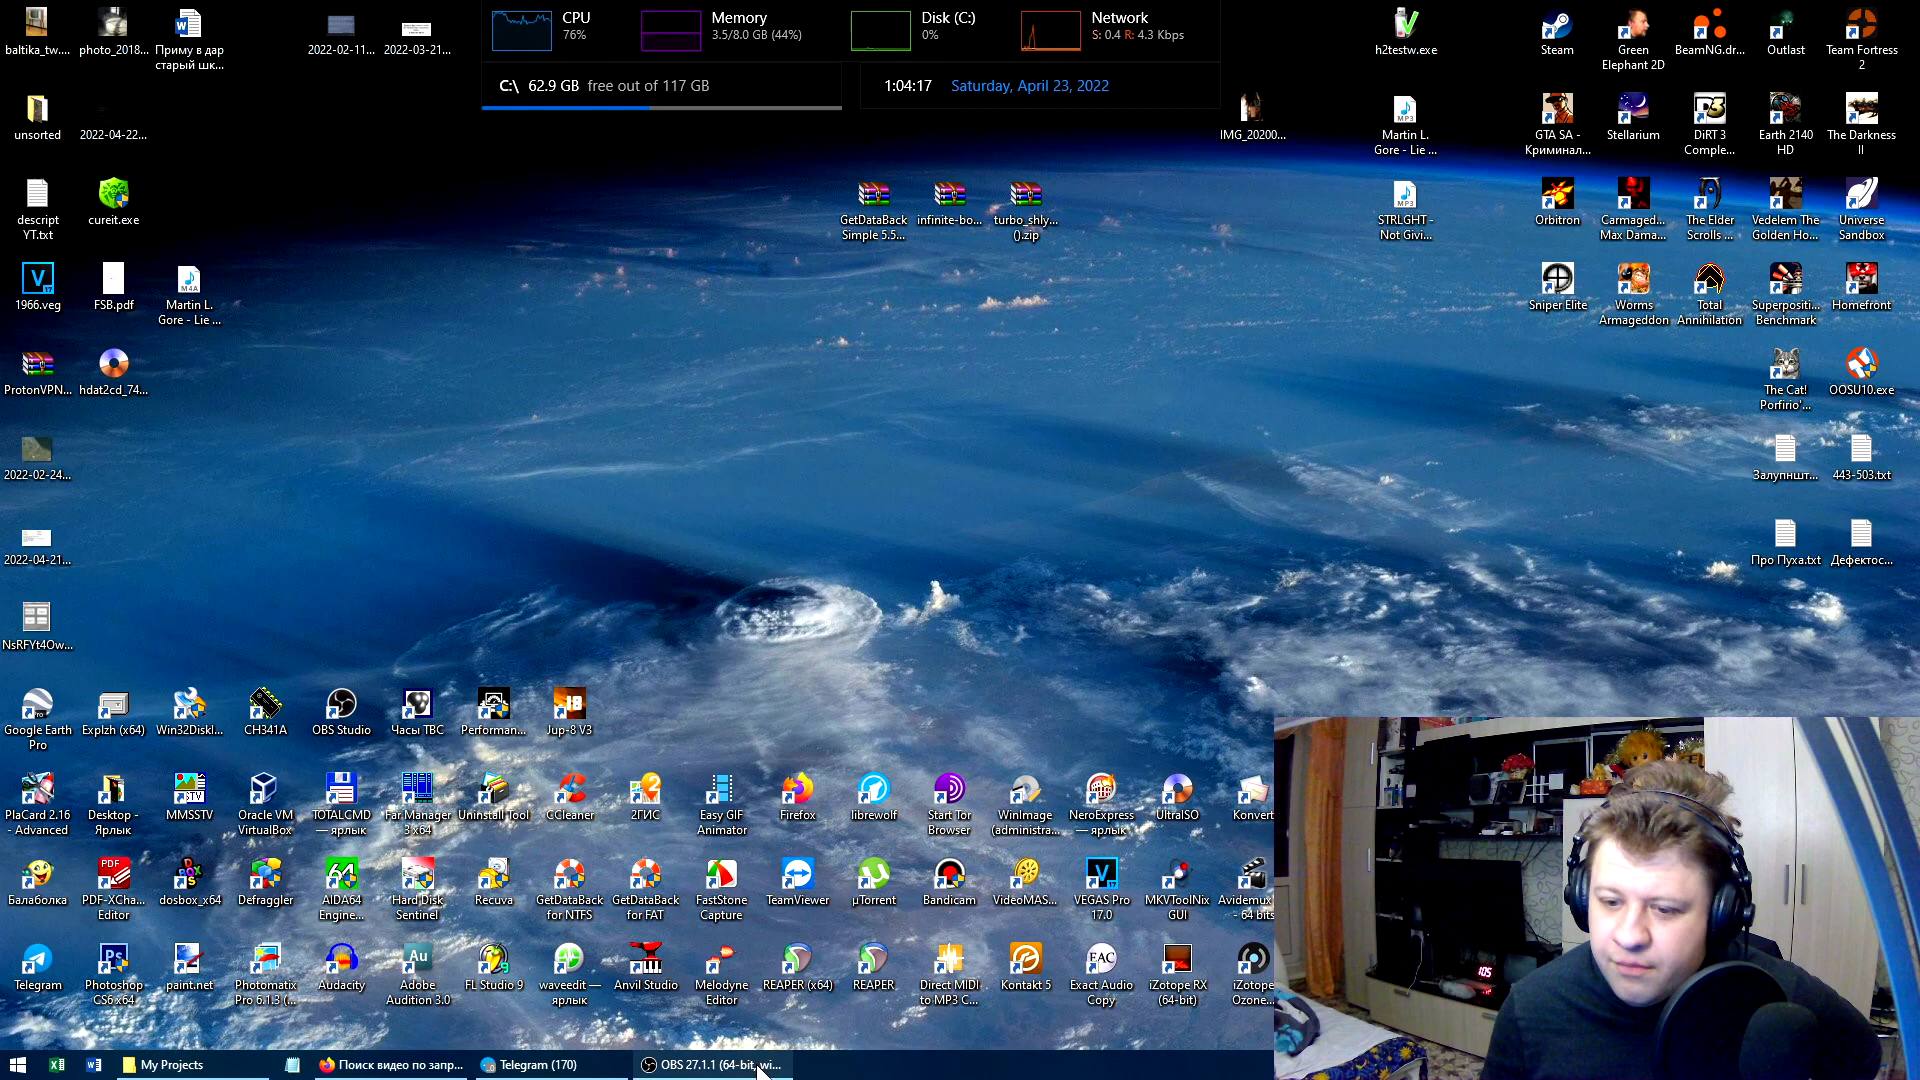 baltika_tw....
photo_2018...
Приму в дар
старый шк...
2022-02-11...
2022-03-21...
CPU
76%
Memory
3.5/8.0 GB (44%)
Disk (C:)
0%
Network
S: 0.4 R: 4.3 Kbps
C:\ 62.9 GB free out of 117 GB
1:04:17 Saturday, April 23, 2022
h2testw.exe
Steam
Green
Elephant 2D
BeamNG.dr...
Outlast
Team Fortress
2
unsorted
2022-04-22...
IMG_20200...
MP3
Martin L.
Gore - Lie ...
GTA SA -
Криминал...
Stellarium
DiRT 3
Comple...
Earth 2140
HD
The Darkness
II
descript
YT.txt
cureit.exe
GetDataBack
Simple 5.5...
infinite-bo...
turbo_shly...
().zip
MP3
STRLGHT -
Not Givi...
Orbitron
Carmaged...
Max Dama...
The Elder
Scrolls ...
Vedelem The
Golden Ho...
Universe
Sandbox
1966.veg
FSB.pdf
M4A
Martin L.
Gore - Lie ...
Sniper Elite
Worms
Armageddon
Total
Annihilation
Superpositi...
Benchmark
Homefront
ProtonVPN...
hdat2cd_74...
The Cat!
Porfirio'...
OOSU10.exe
2022-02-24...
Залупншт...
443-503.txt
2022-04-21...
Про Пуха.txt
Дефектос...
NsRFYt4Ow...
Google Earth
Pro
Explzh (x64)
Win32DiskI...
CH341A
OBS Studio
Часы ТВС
Performan...
Jup-8 V3
PlaCard 2.16
- Advanced
Desktop -
Ярлык
MMSSTV
Oracle VM
VirtualBox
TOTALCMD
— ярлык
Far Manager
3 x64
Uninstall Tool
CCleaner
2ГИС
Easy GIF
Animator
Firefox
librewolf
Start Tor
Browser
WinImage
(administra...
NeroExpress
— ярлык
UltraISO
Konvert
Балаболка
PDF-XCha...
Editor
dosbox_x64
Defraggler
AIDA64
Engine...
Hard Disk
Sentinel
Recuva
GetDataBack
for NTFS
GetDataBack
for FAT
FastStone
Capture
TeamViewer
µTorrent
Bandicam
VideoMAS...
VEGAS Pro
17.0
MKVToolNix
GUI
Avidemux
- 64 bits
Telegram
Photoshop
CS6 x64
paint.net
Photomatix
Pro 6.1.3 (...
Audacity
Adobe
Audition 3.0
FL Studio 9
waveedit —
ярлык
Anvil Studio
Melodyne
Editor
REAPER (x64)
REAPER
Direct MIDI
to MP3 C...
Kontakt 5
Exact Audio
Copy
iZotope RX
(64-bit)
iZotope
Ozone...
1:05
My Projects
Поиск видео по запр...
Telegram (170)
OBS 27.1.1 (64-bit, wi...